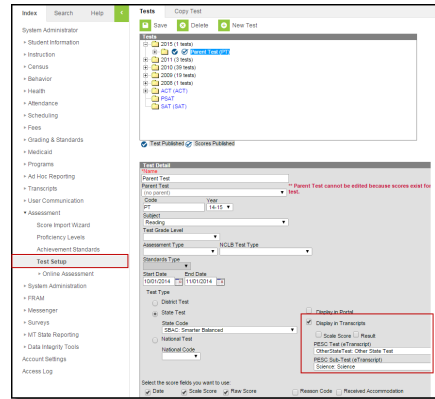 Index Search Help
System Administrator
Student Information
Instruction
Census
Behavior
Health
Attendance
Scheduling
Fees
Grading & Standards
Medicaid
Programs
Ad Hoc Reporting
Transcripts
User Communication
Assessment
Score Import Wizard
Proficiency Levels
Achievement Standards
Test Setup
Online Assessment
System Administration
FRAM
Messenger
Surveys
MT State Reporting
Data Integrity Tools
Account Settings
Access Log
Tests Copy Test
Save Delete New Test
Tests
2015 (1 tests)
Parent Test (PT)
2011 (3 tests)
2010 (39 tests)
2009 (19 tests)
2008 (1 tests)
ACT (ACT)
PSAT
SAT (SAT)
Test Published Scores Published
Test Detail
*Name
Parent Test
Parent Test
(no parent)
** Parent Test cannot be edited because scores exist for test.
Code Year
PT 14-15
Subject
Reading
Test Grade Level
Assessment Type NCLB Test Type
Standards Type
Start Date End Date
10/01/2014 11/01/2014
Test Type
District Test
State Test
State Code
SBAC: Smarter Balanced
National Test
National Code
Display in Portal
Display in Transcripts
Scale Score Result
PESC Test (eTranscript)
OtherStateTest: Other State Test
PESC Sub-Test (eTranscript)
Science: Science
Select the score fields you want to use:
Date Scale Score Raw Score Reason Code Received Accommodation